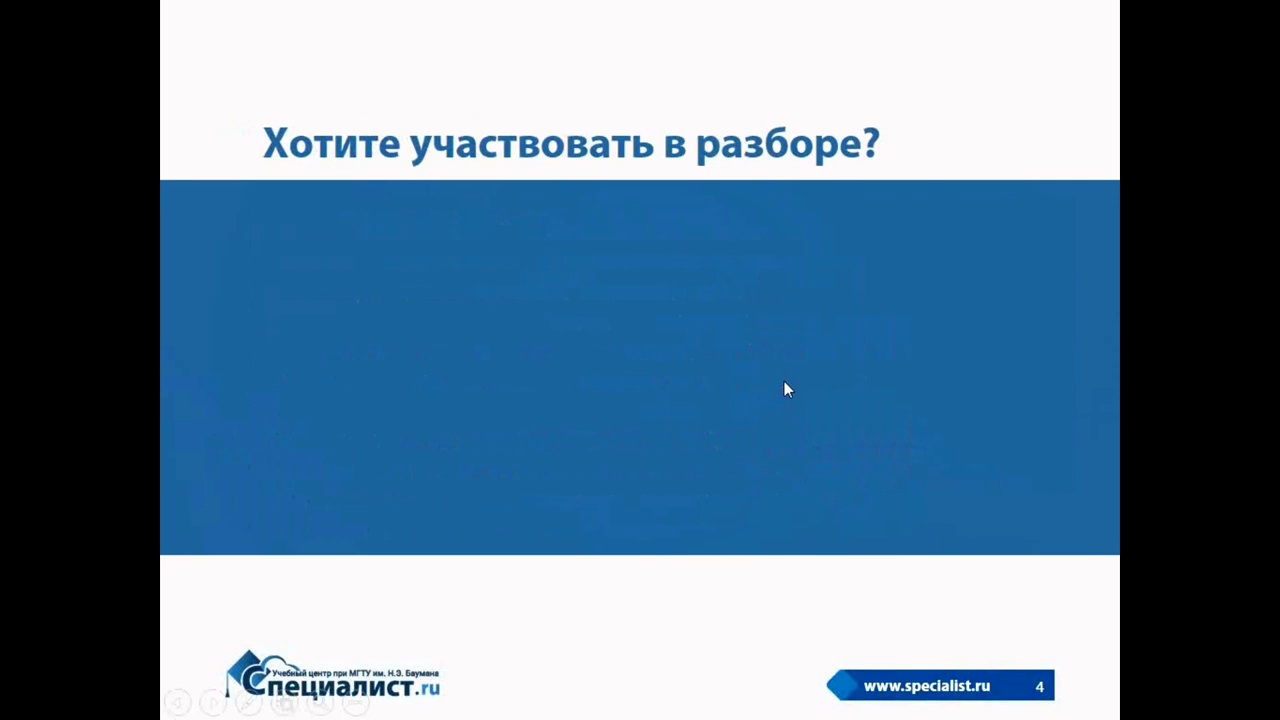 Хотите участвовать в разборе?
Учебный центр при МГТУ им. Н.Э. Баумана
Специалист.ru
www.specialist.ru 4